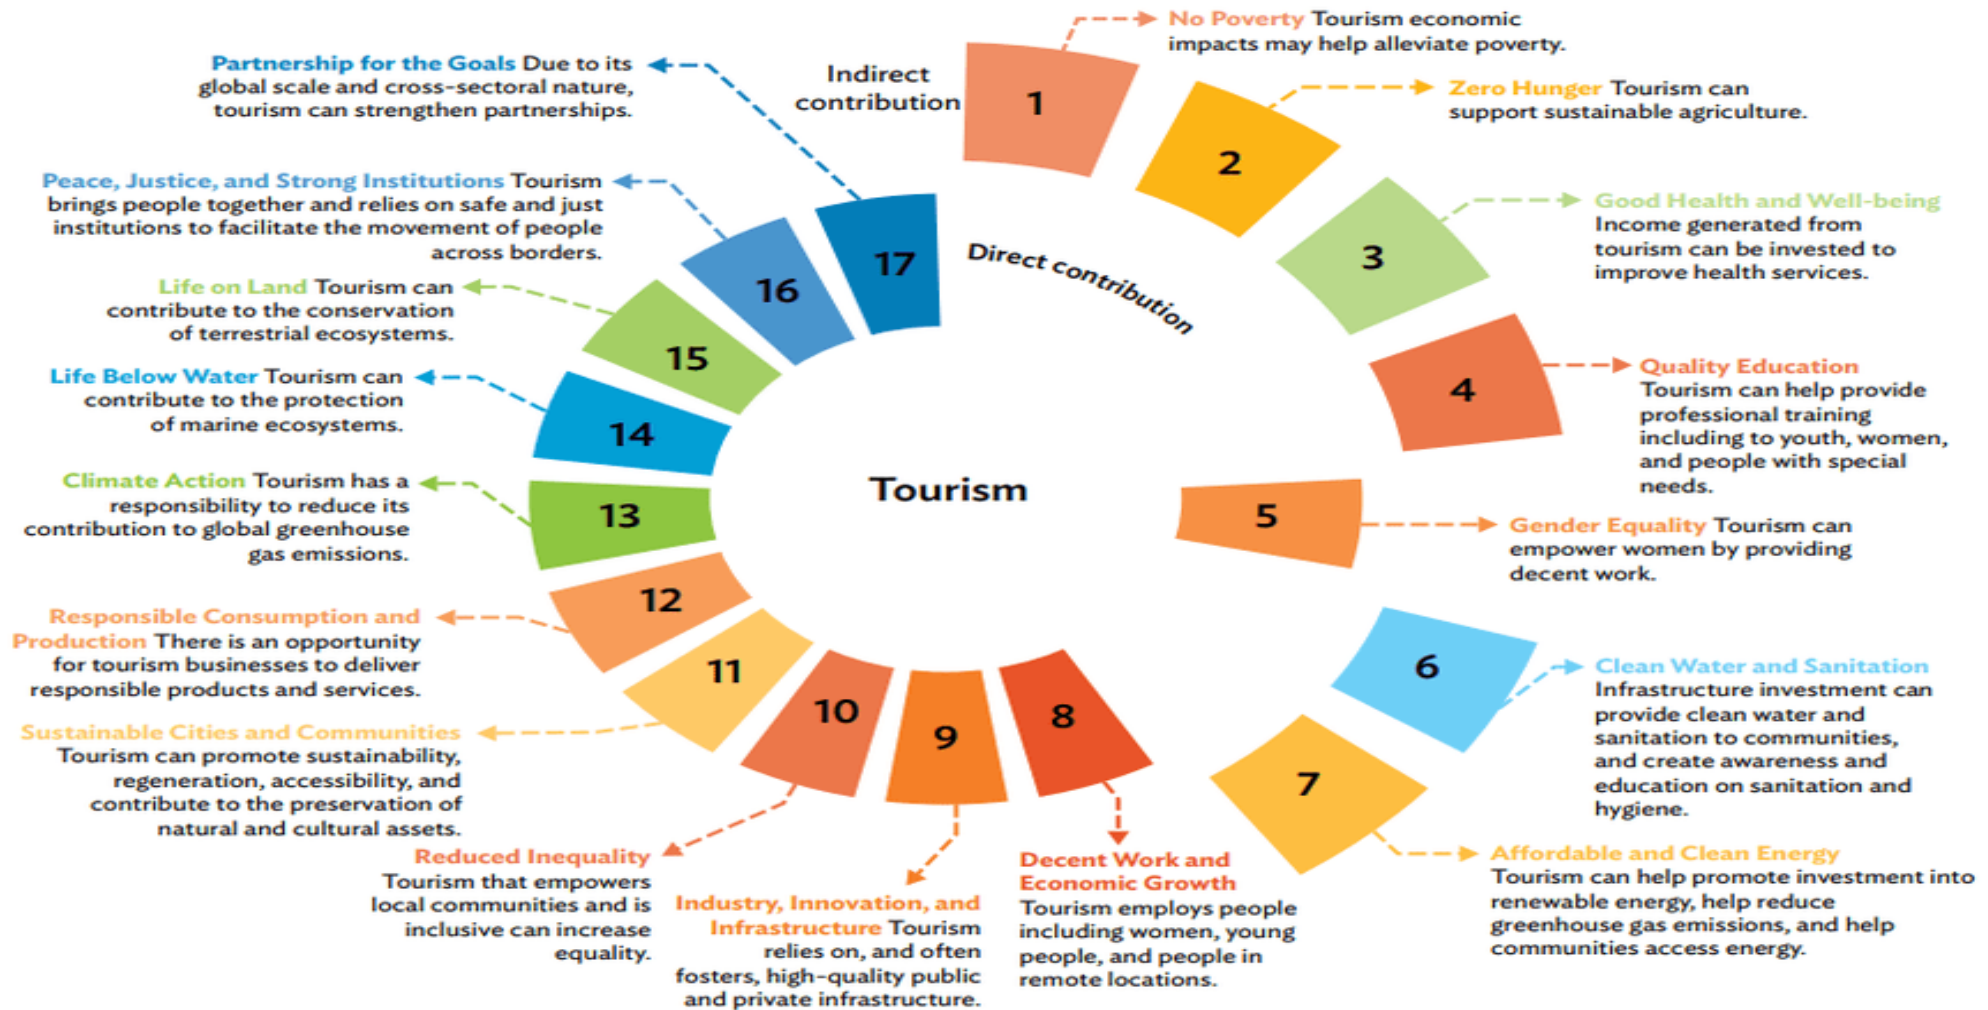 Indirect
contribution
Direct contribution
Tourism
1
No Poverty Tourism economic
impacts may help alleviate poverty.
2
Zero Hunger Tourism can
support sustainable agriculture.
3
Good Health and Well-being
Income generated from
tourism can be invested to
improve health services.
4
Quality Education
Tourism can help provide
professional training
including to youth, women,
and people with special
needs.
5
Gender Equality Tourism can
empower women by providing
decent work.
6
Clean Water and Sanitation
Infrastructure investment can
provide clean water and
sanitation to communities,
and create awareness and
education on sanitation and
hygiene.
7
Affordable and Clean Energy
Tourism can help promote investment into
renewable energy, help reduce
greenhouse gas emissions, and help
communities access energy.
8
Decent Work and
Economic Growth
Tourism employs people
including women, young
people, and people in
remote locations.
9
Industry, Innovation, and
Infrastructure Tourism
relies on, and often
fosters, high-quality public
and private infrastructure.
10
Reduced Inequality
Tourism that empowers
local communities and is
inclusive can increase
equality.
11
Sustainable Cities and Communities
Tourism can promote sustainability,
regeneration, accessibility, and
contribute to the preservation of
natural and cultural assets.
12
Responsible Consumption and
Production There is an opportunity
for tourism businesses to deliver
responsible products and services.
13
Climate Action Tourism has a
responsibility to reduce its
contribution to global greenhouse
gas emissions.
14
Life Below Water Tourism can
contribute to the protection
of marine ecosystems.
15
Life on Land Tourism can
contribute to the conservation
of terrestrial ecosystems.
16
Peace, Justice, and Strong Institutions Tourism
brings people together and relies on safe and just
institutions to facilitate the movement of people
across borders.
17
Partnership for the Goals Due to its
global scale and cross-sectoral nature,
tourism can strengthen partnerships.